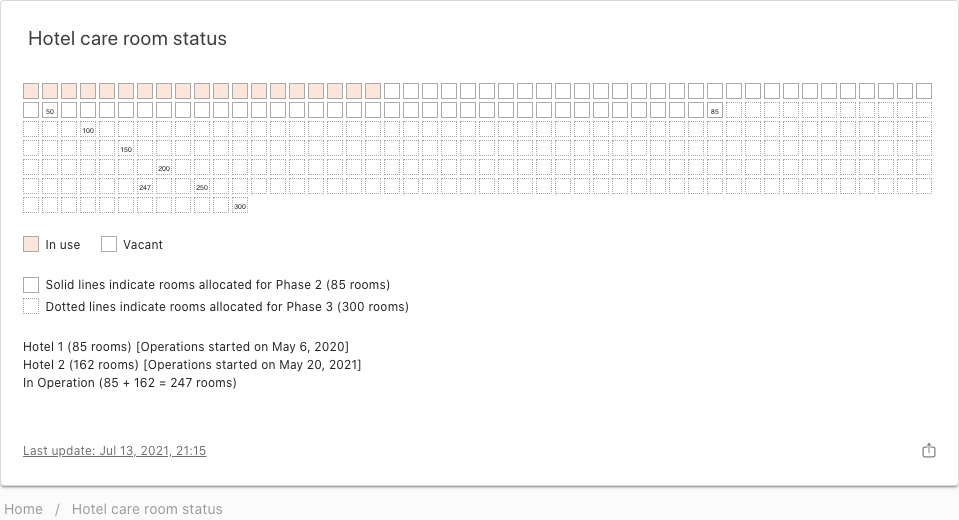 Hotel care room status
50
85
100
150
200
247
250
300
In use
Vacant
Solid lines indicate rooms allocated for Phase 2 (85 rooms)
Dotted lines indicate rooms allocated for Phase 3 (300 rooms)
Hotel 1 (85 rooms) [Operations started on May 6, 2020]
Hotel 2 (162 rooms) [Operations started on May 20, 2021]
In Operation (85 + 162 = 247 rooms)
Last update: Jul 13, 2021, 21:15
Home / Hotel care room status